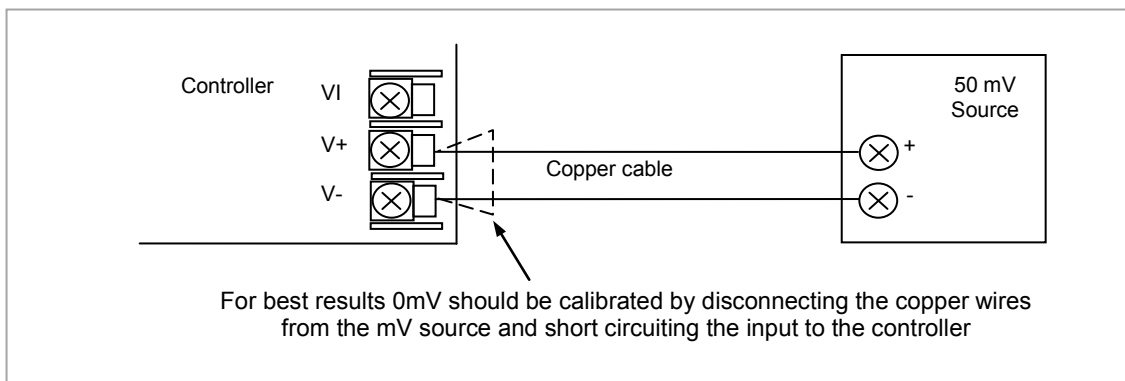 Controller
VI
V+
V-
Copper cable
50 mV
Source
+
-
For best results 0mV should be calibrated by disconnecting the copper wires
from the mV source and short circuiting the input to the controller